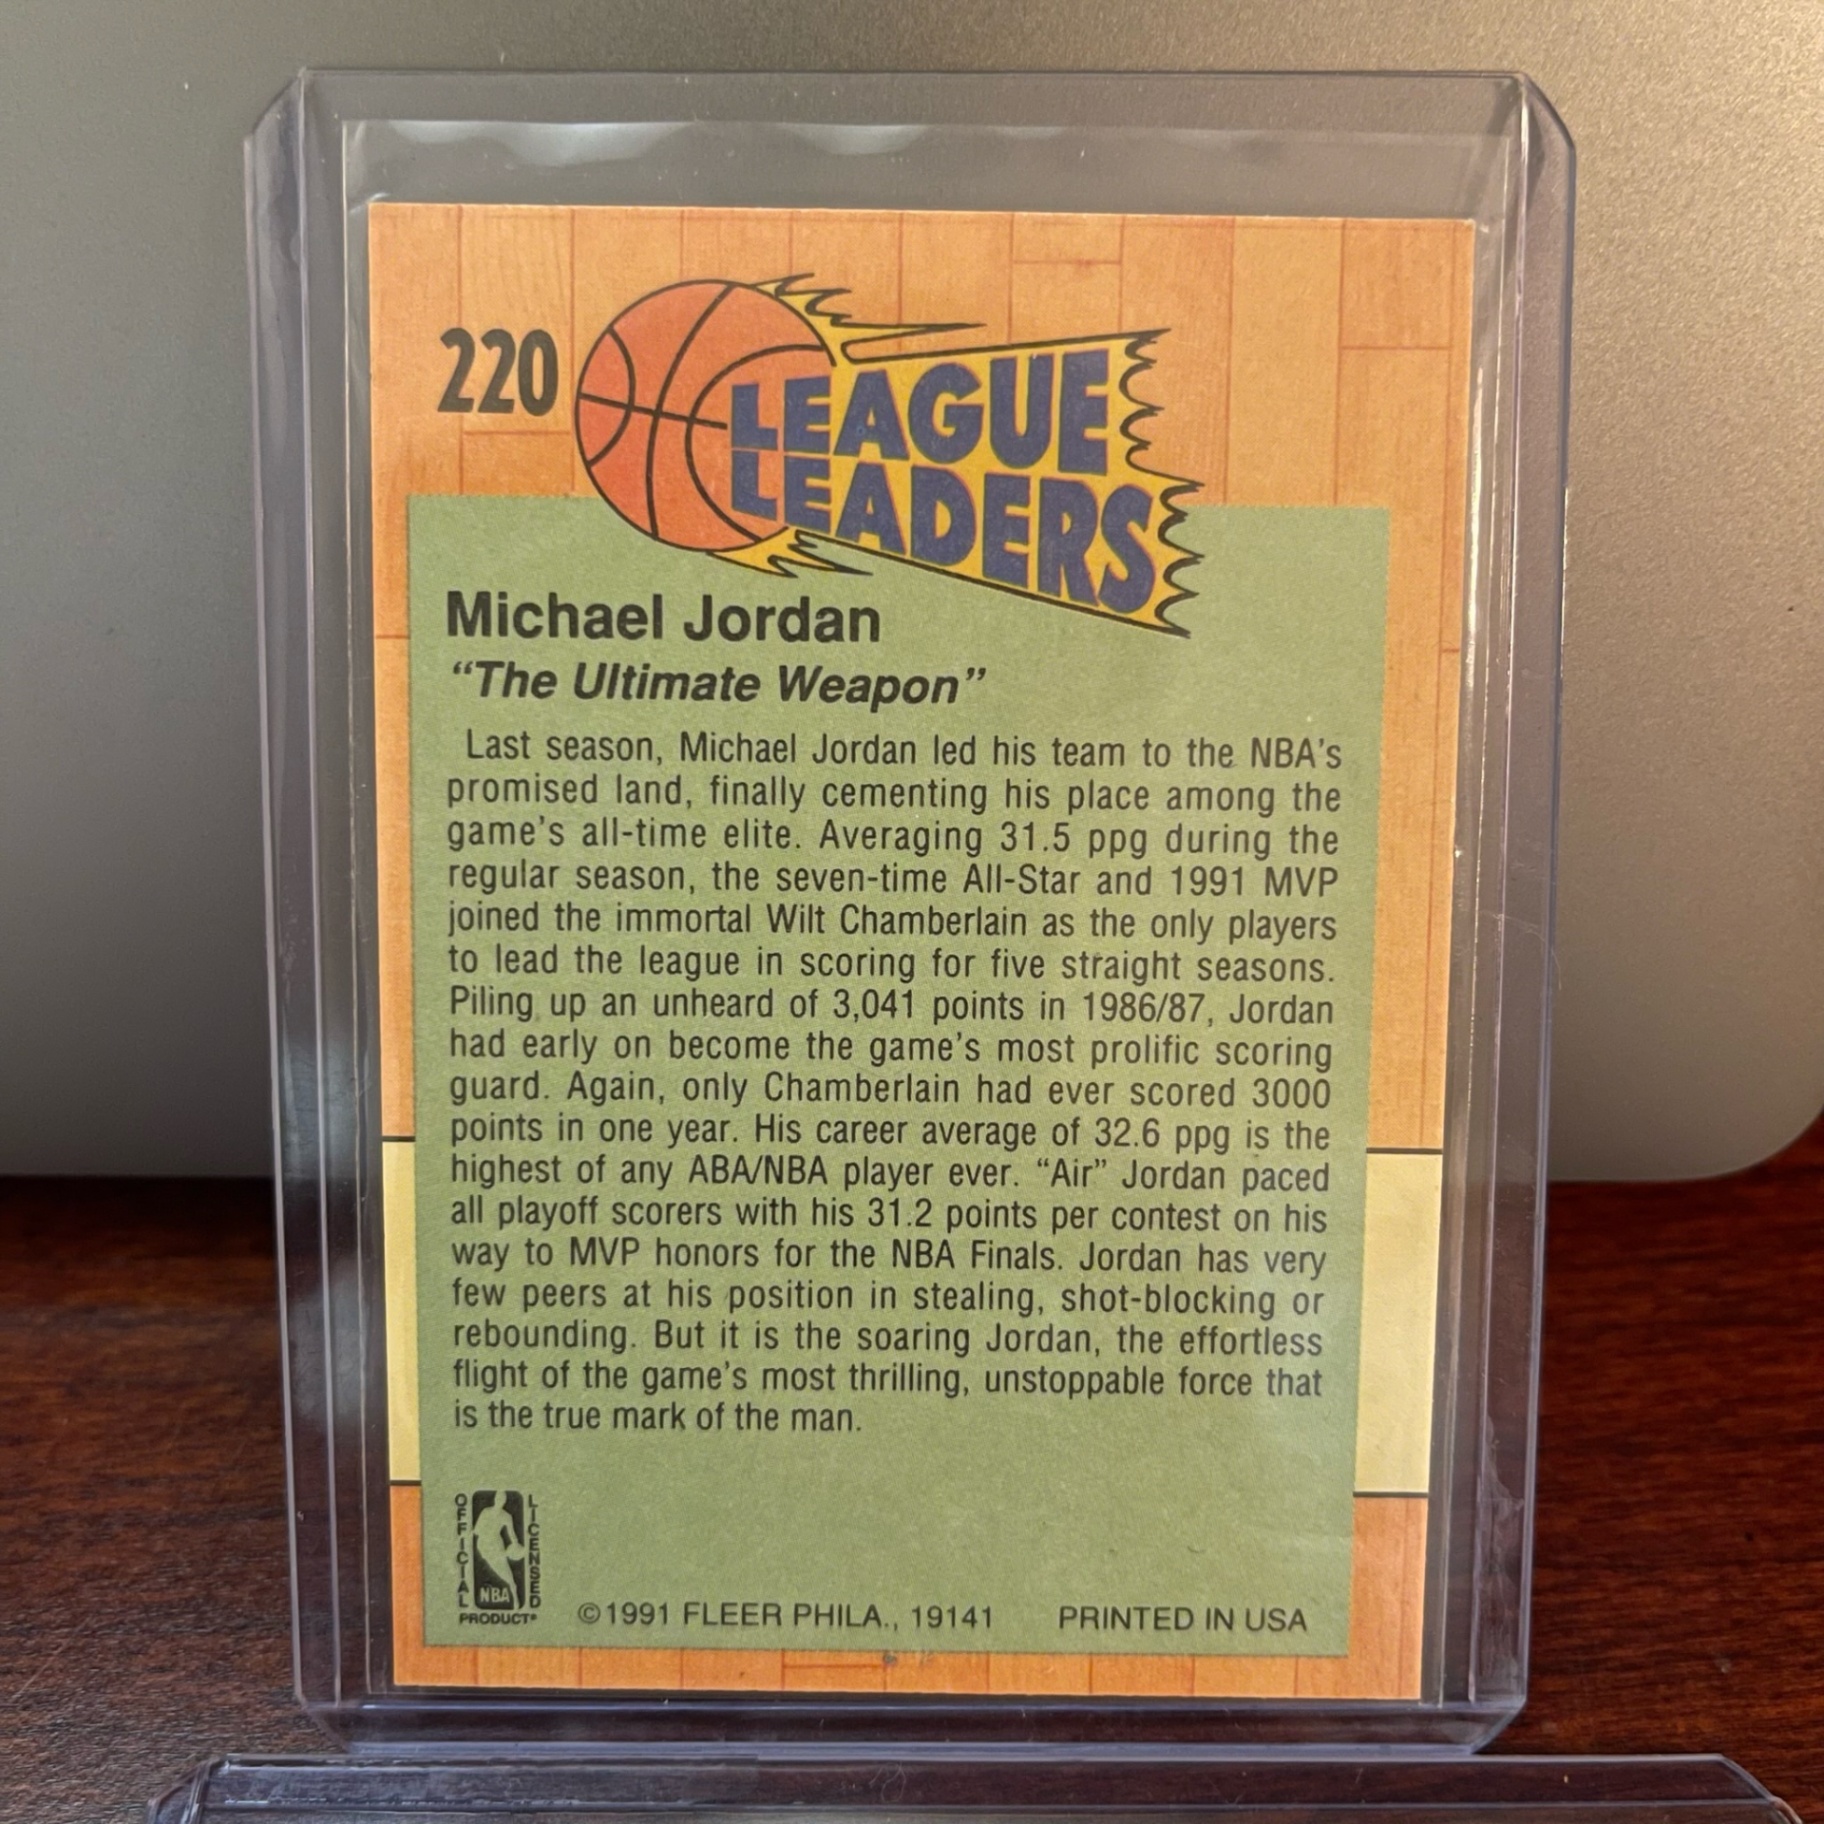 220
LEAGUE
LEADERS
Michael Jordan
“The Ultimate Weapon”
Last season, Michael Jordan led his team to the NBA’s
promised land, finally cementing his place among the
game’s all-time elite. Averaging 31.5 ppg during the
regular season, the seven-time All-Star and 1991 MVP
joined the immortal Wilt Chamberlain as the only players
to lead the league in scoring for five straight seasons.
Piling up an unheard of 3,041 points in 1986/87, Jordan
had early on become the game’s most prolific scoring
guard. Again, only Chamberlain had ever scored 3000
points in one year. His career average of 32.6 ppg is the
highest of any ABA/NBA player ever. “Air” Jordan paced
all playoff scorers with his 31.2 points per contest on his
way to MVP honors for the NBA Finals. Jordan has very
few peers at his position in stealing, shot-blocking or
rebounding. But it is the soaring Jordan, the effortless
flight of the game’s most thrilling, unstoppable force that
is the true mark of the man.
OFFICIAL
NBA
LICENSED
PRODUCT®
©1991 FLEER PHILA., 19141 PRINTED IN USA